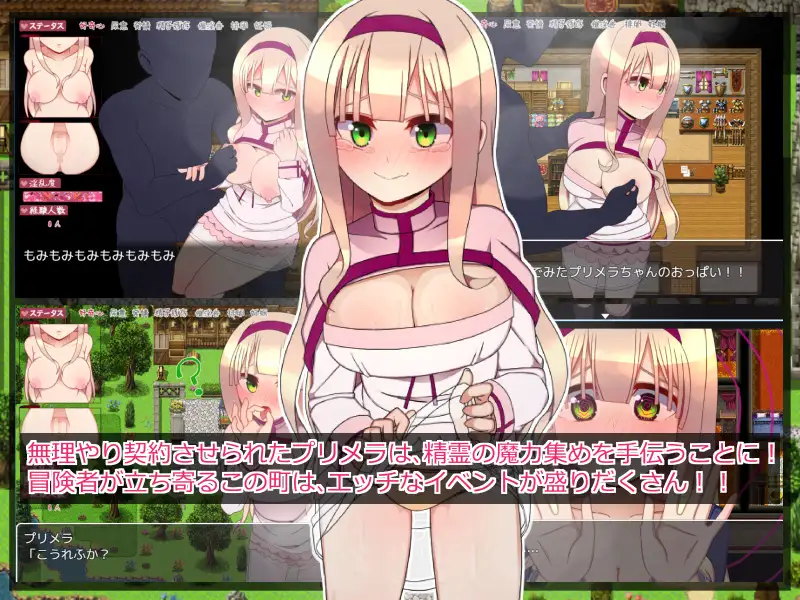 ステータス
淫乱度
経験人数
もみもみもみもみもみもみ
でみたプリメラちゃんのおっぱい！！
ステータス
無理やり契約させられたプリメラは、精霊の魔力集めを手伝うことに！
冒険者が立ち寄るこの町は、エッチなイベントが盛りだくさん！！
プリメラ
「こうれふか？